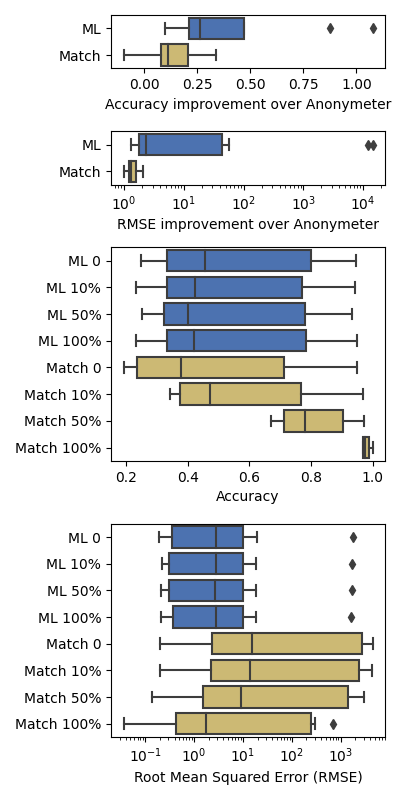 ML
Match
0.00 0.25 0.50 0.75 1.00
Accuracy improvement over Anonymeter
ML
Match
10^0 10^1 10^2 10^3 10^4
RMSE improvement over Anonymeter
ML 0
ML 10%
ML 50%
ML 100%
Match 0
Match 10%
Match 50%
Match 100%
0.2 0.4 0.6 0.8 1.0
Accuracy
ML 0
ML 10%
ML 50%
ML 100%
Match 0
Match 10%
Match 50%
Match 100%
10^−1 10^0 10^1 10^2 10^3
Root Mean Squared Error (RMSE)